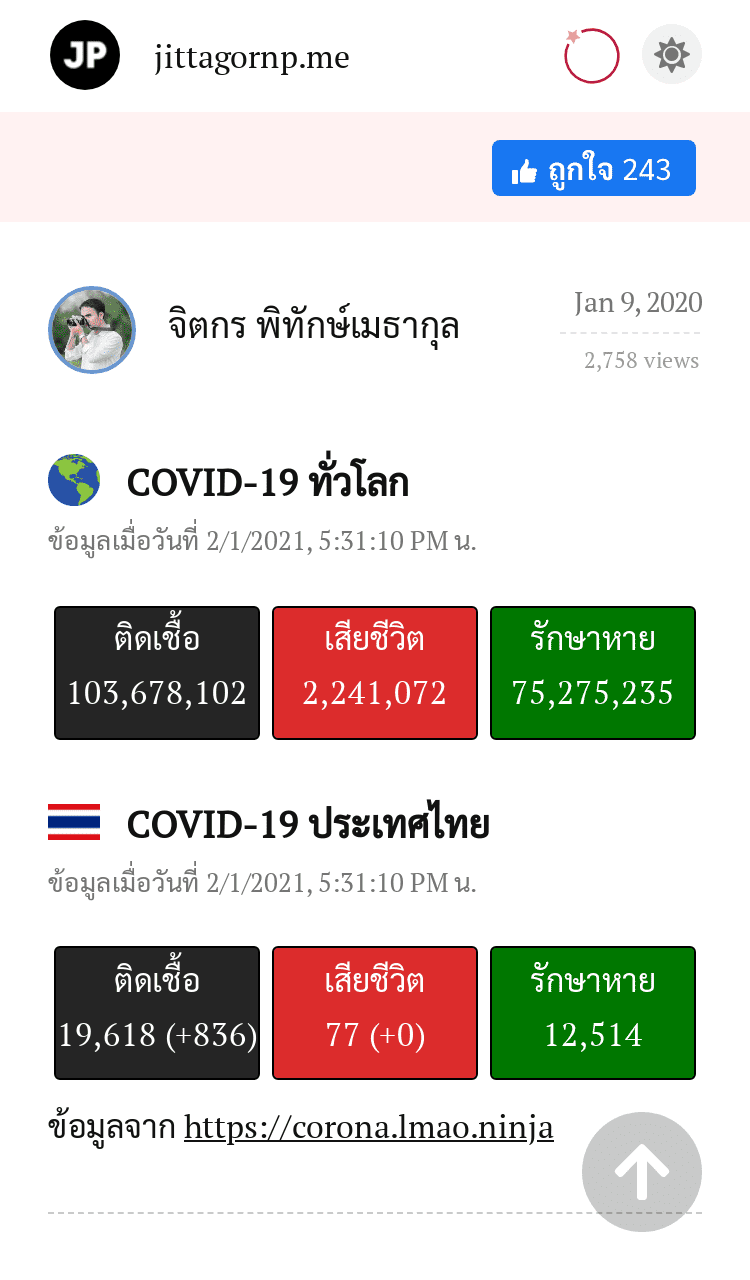 JP
jittagornp.me
ถูกใจ 243
จิตกร พิทักษ์เมธากุล
Jan 9, 2020
2,758 views
COVID-19 ทั่วโลก
ข้อมูลเมื่อวันที่ 2/1/2021, 5:31:10 PM น.
ติดเชื้อ
103,678,102
เสียชีวิต
2,241,072
รักษาหาย
75,275,235
COVID-19 ประเทศไทย
ข้อมูลเมื่อวันที่ 2/1/2021, 5:31:10 PM น.
ติดเชื้อ
19,618 (+836)
เสียชีวิต
77 (+0)
รักษาหาย
12,514
ข้อมูลจาก https://corona.lmao.ninja